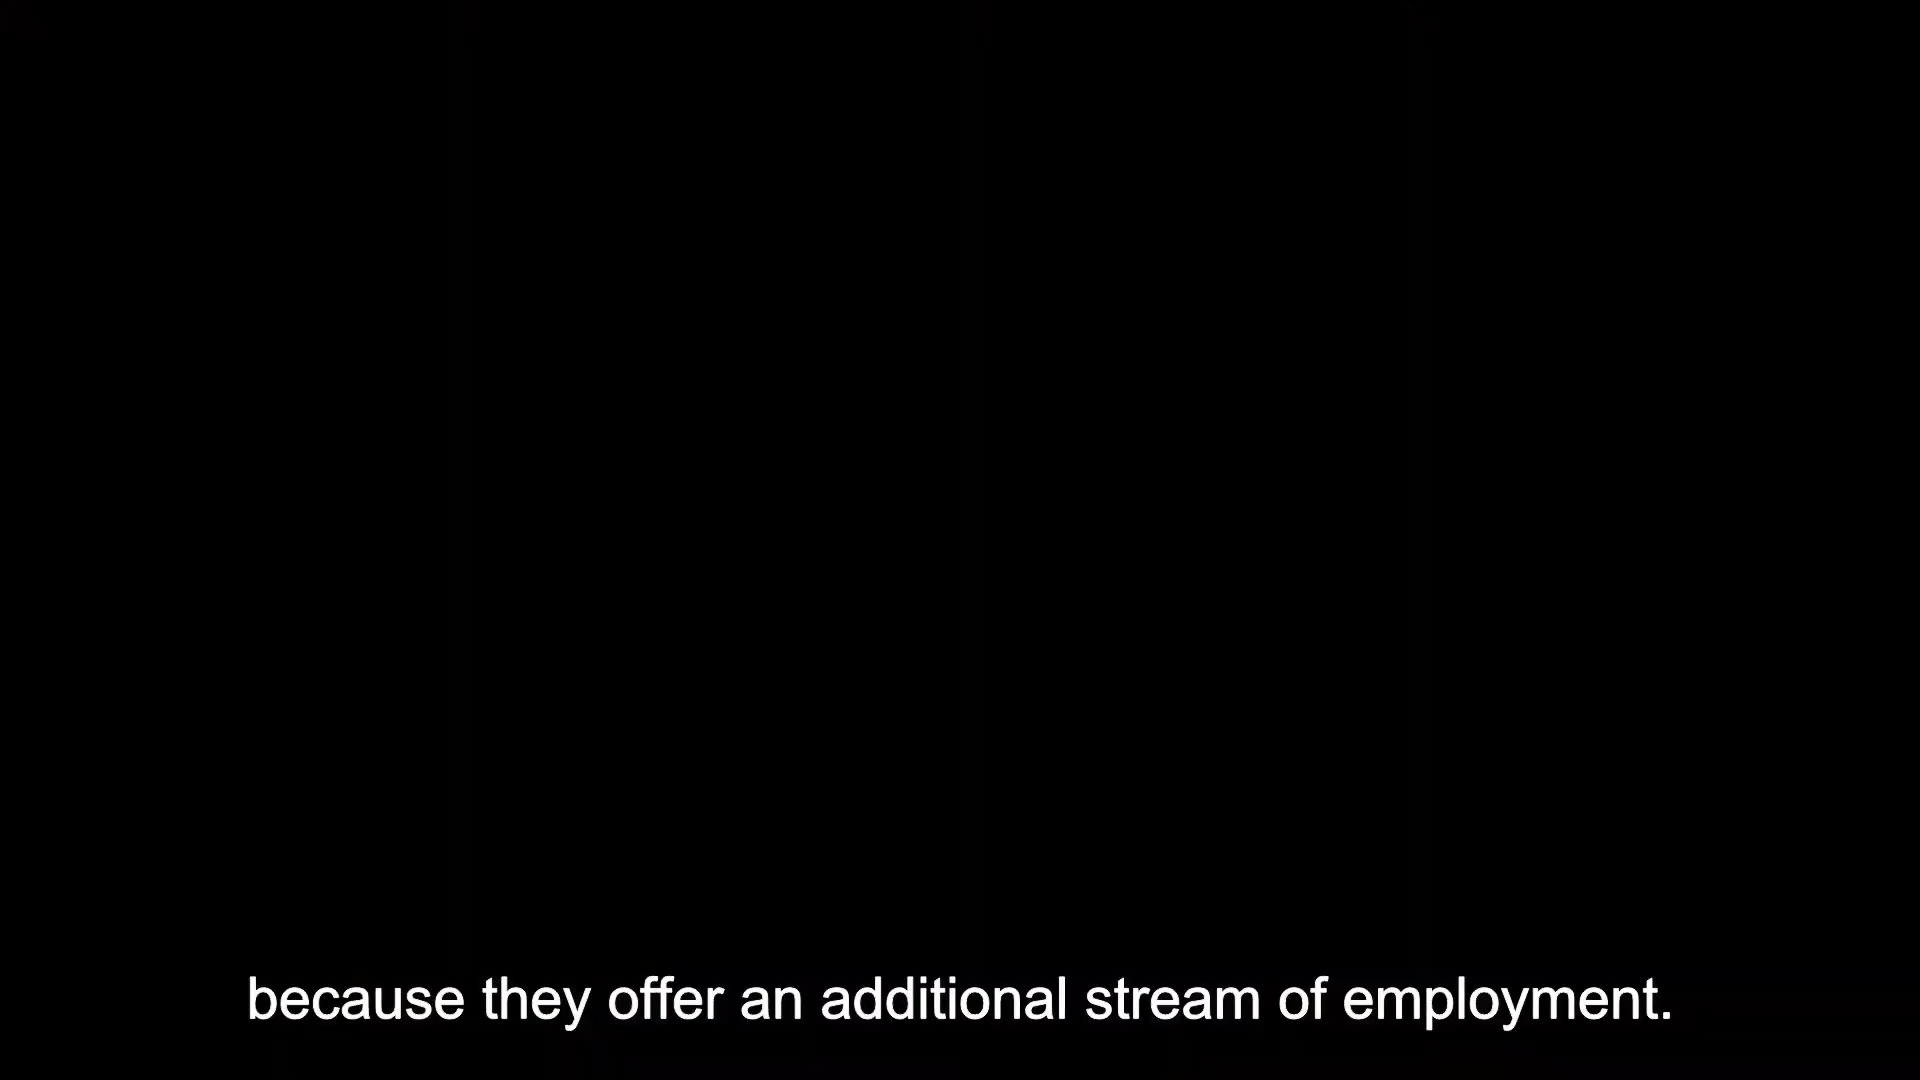 because they offer an additional stream of employment.